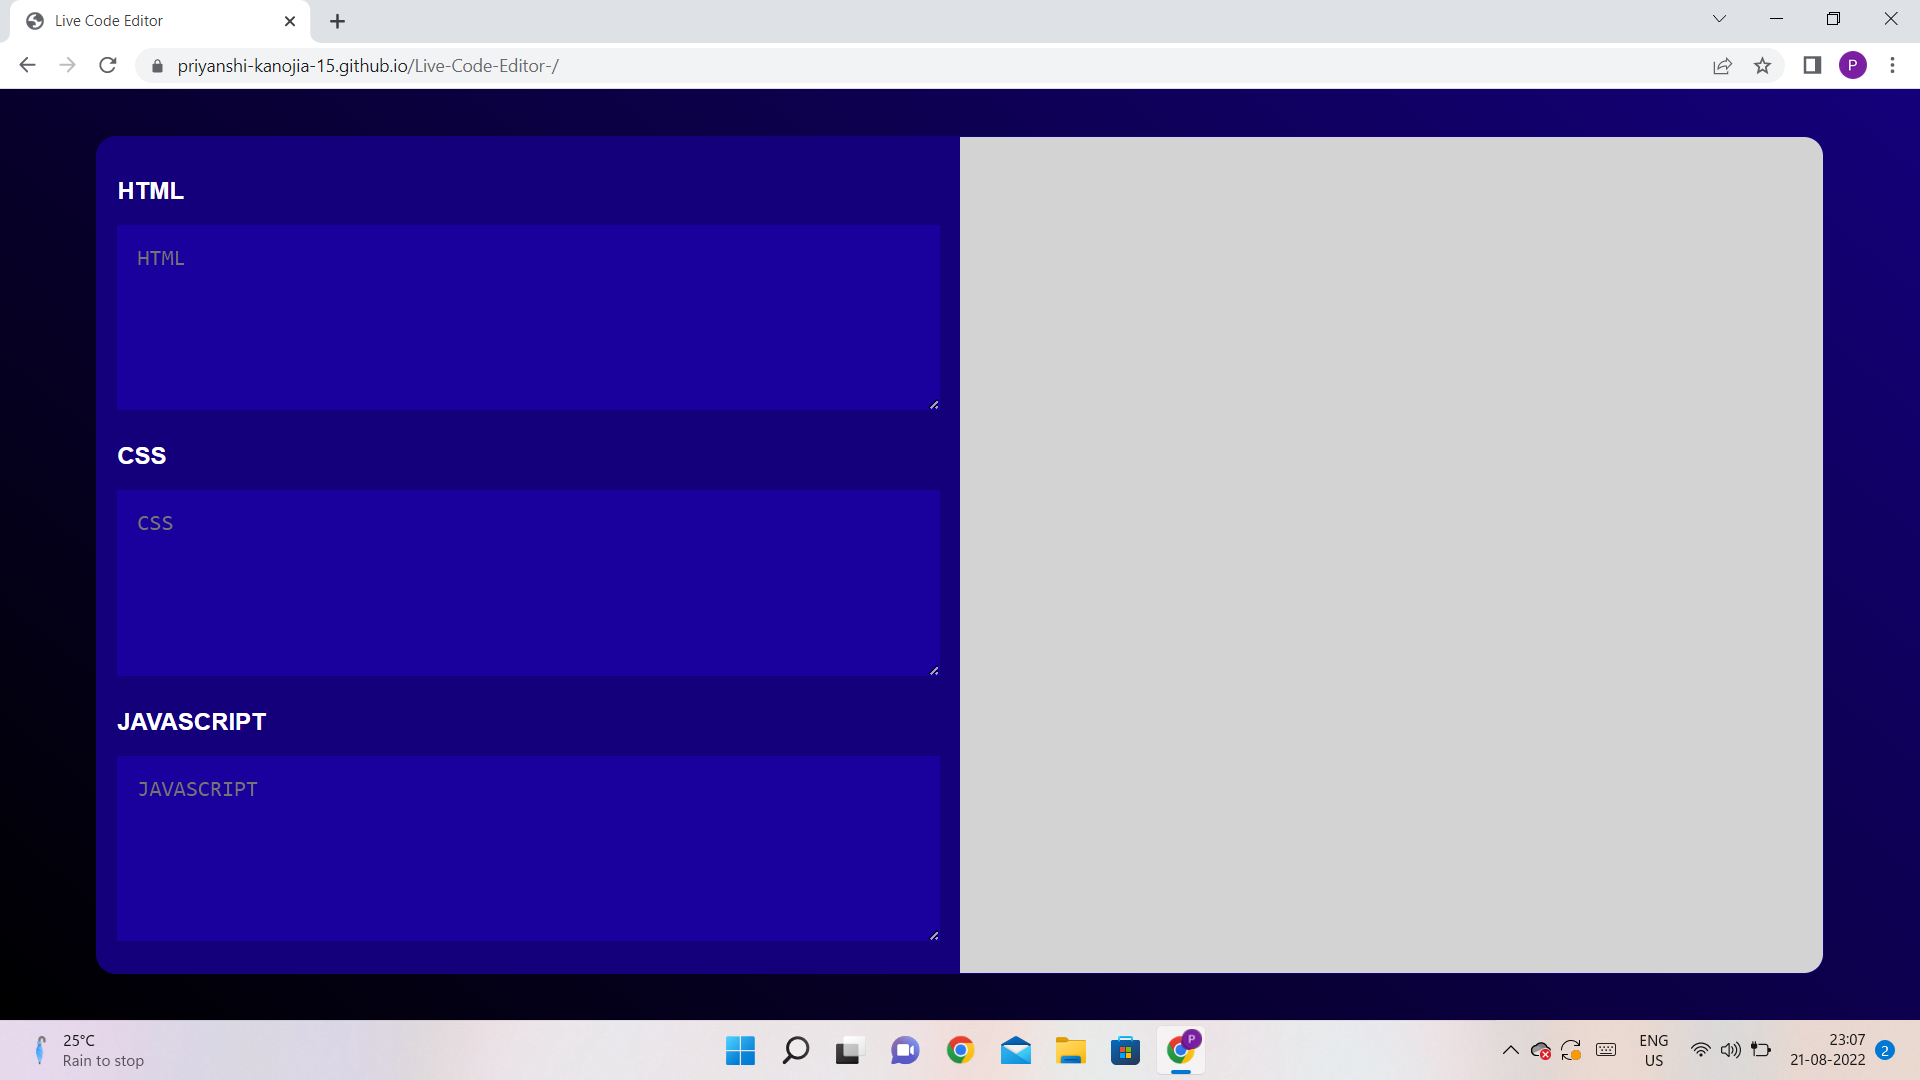 Live Code Editor
priyanshi-kanojia-15.github.io/Live-Code-Editor-/
P
HTML
HTML
CSS
CSS
JAVASCRIPT
JAVASCRIPT
25°C
Rain to stop
P
ENG
US
23:07
21-08-2022
2